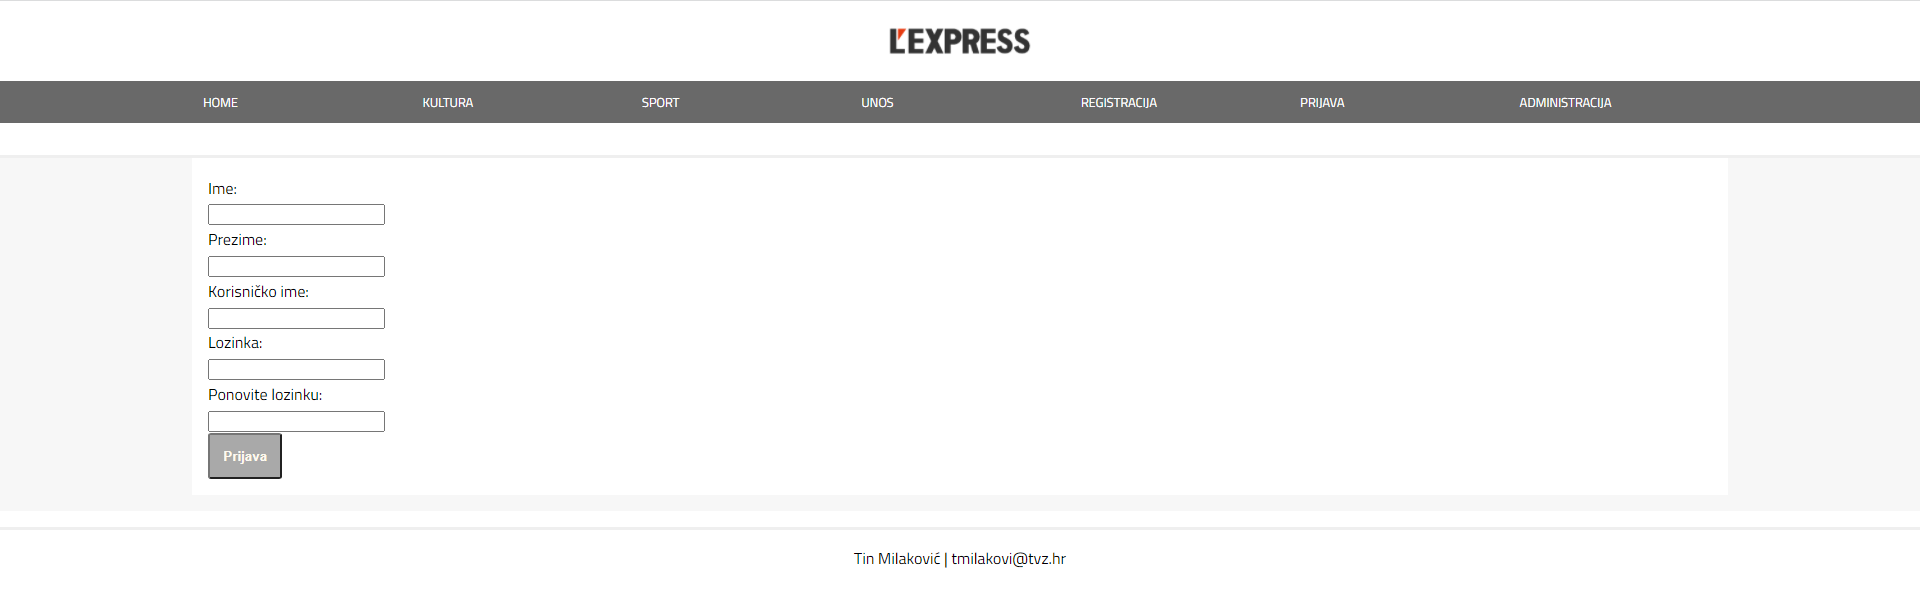 L'EXPRESS
HOME KULTURA SPORT UNOS REGISTRACIJA PRIJAVA ADMINISTRACIJA
Ime:
Prezime:
Korisničko ime:
Lozinka:
Ponovite lozinku:
Prijava
Tin Milaković | tmilakovi@tvz.hr